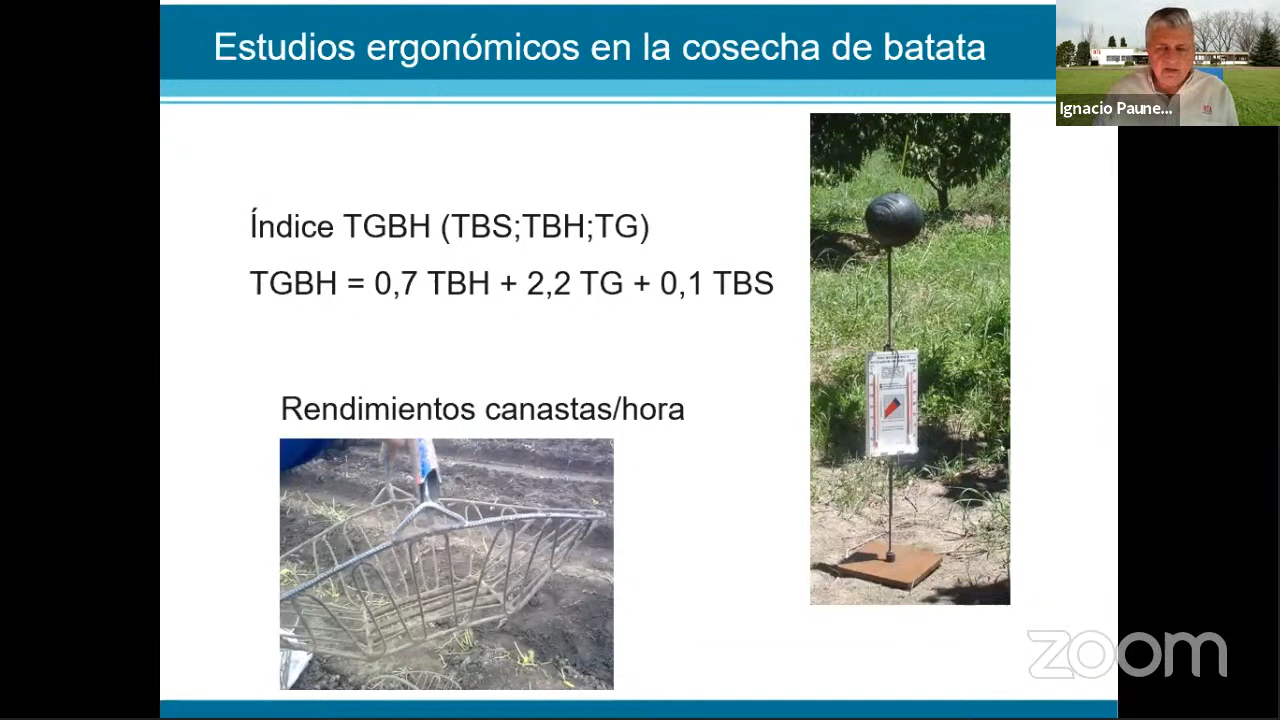 Estudios ergonómicos en la cosecha de batata
Ignacio Paune...
Índice TGBH (TBS;TBH;TG)
TGBH = 0,7 TBH + 2,2 TG + 0,1 TBS
Rendimientos canastas/hora
zoom